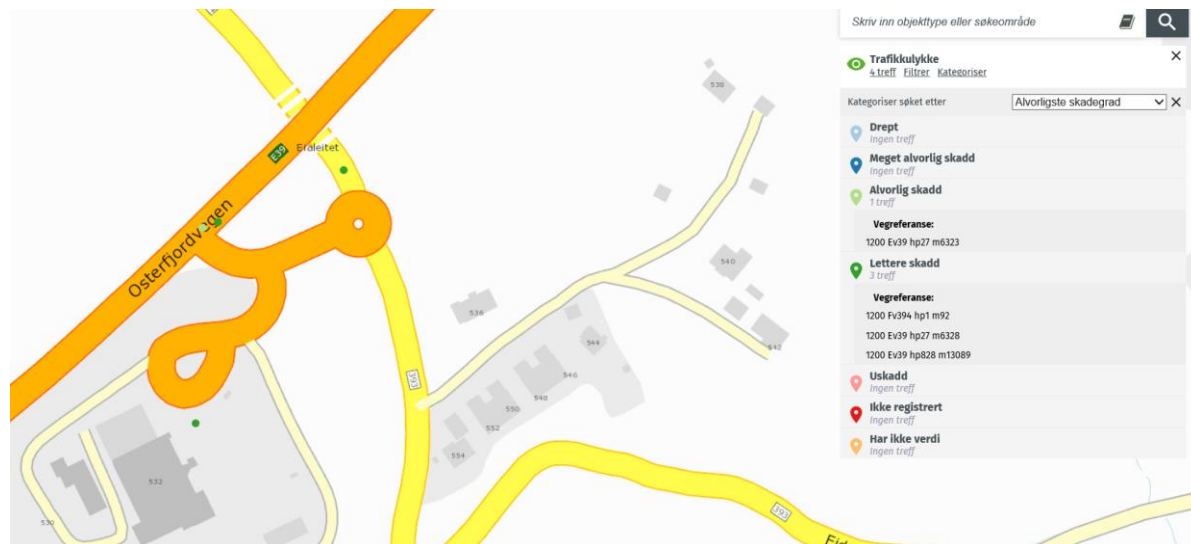 Skriv inn objekttype eller søkeområde
Trafikkulykke
4 treff Filtrer Kategoriser
Kategoriser søket etter
Alvorligste skadegrad
Drept
Ingen treff
Meget alvorlig skadd
Ingen treff
Alvorlig skadd
1 treff
Vegreferanse:
1200 Ev39 hp27 m6323
Lettere skadd
3 treff
Vegreferanse:
1200 Fv394 hp1 m92
1200 Ev39 hp27 m6328
1200 Ev39 hp828 m13089
Uskadd
Ingen treff
Ikke registrert
Ingen treff
Har ikke verdi
Ingen treff
538
E39
Osterfjordvegen
540
536
542
544
393
546
548
550
552
554
532
530
393